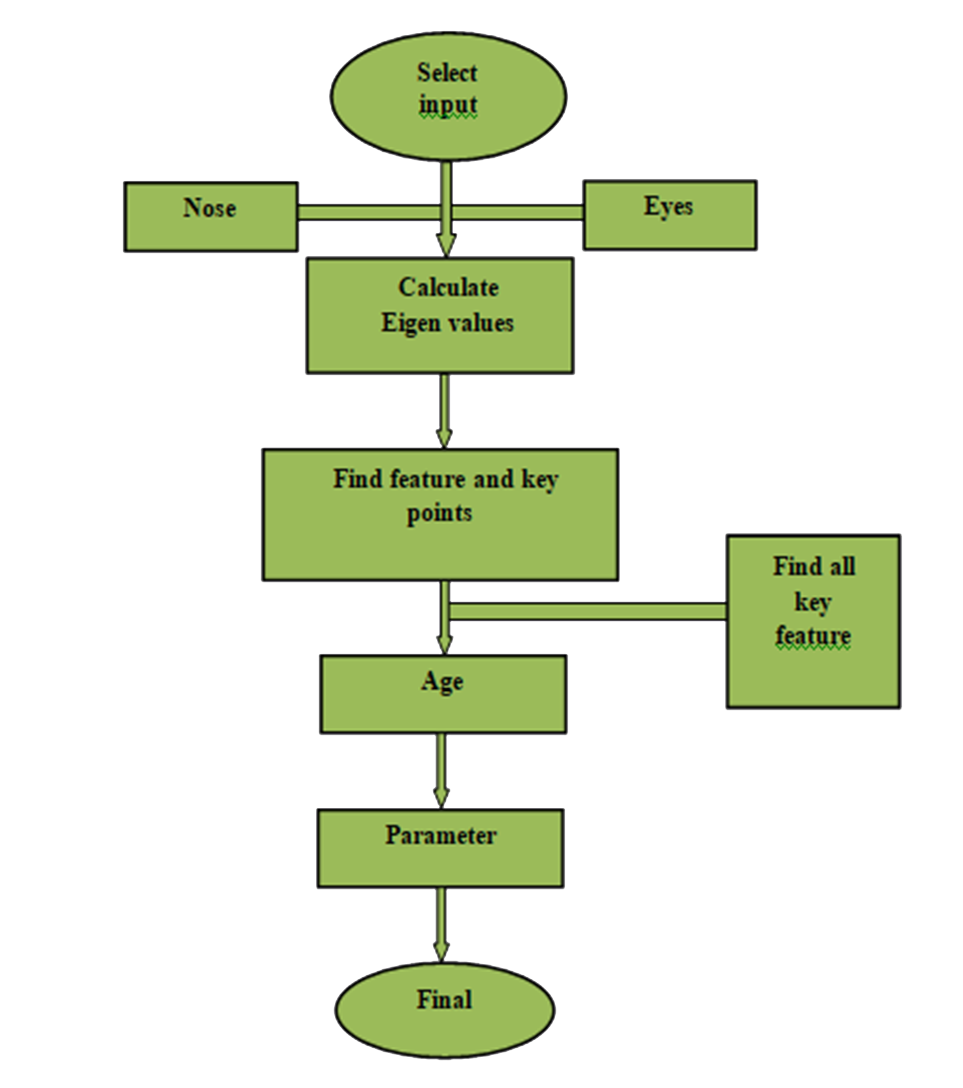 Select
input
Nose
Eyes
Calculate
Eigen values
Find feature and key
points
Find all
key
feature
Age
Parameter
Final